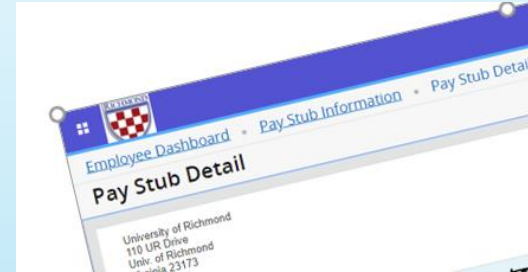 RICHMOND
Employee Dashboard • Pay Stub Information • Pay Stub Detail
Pay Stub Detail
University of Richmond
110 UR Drive
Univ. of Richmond
23173